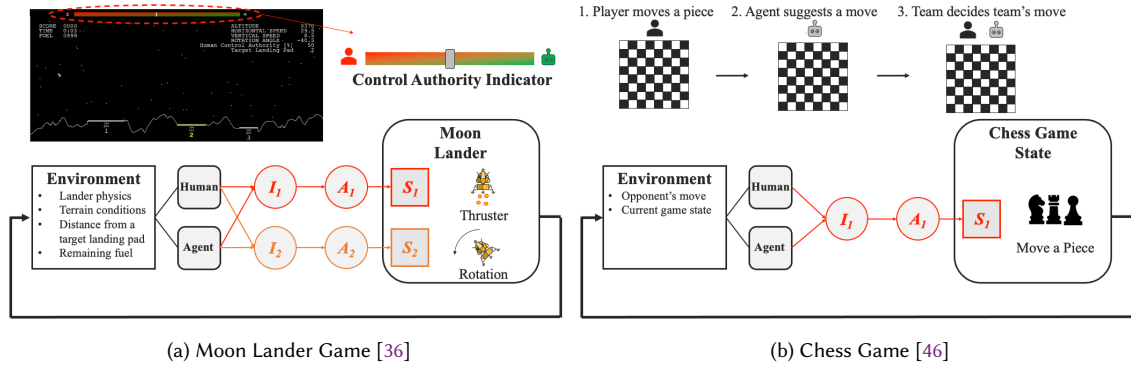 SCORE 0000
TIME 0:03
FUEL 0999
ALTITUDE 0370
HORIZONTAL SPEED 29.5
VERTICAL SPEED 8.5
ROTATION ANGLE -40.5
Human Control Authority [%] 50
Target Landing Pad 2
1
2
3
Control Authority Indicator
Environment
• Lander physics
• Terrain conditions
• Distance from a
target landing pad
• Remaining fuel
Human
Agent
I1
A1
S1
I2
A2
S2
Moon
Lander
Thruster
Rotation
(a) Moon Lander Game [36]
1. Player moves a piece
2. Agent suggests a move
3. Team decides team's move
Environment
• Opponent's move
• Current game state
Human
Agent
I1
A1
S1
Chess Game
State
Move a Piece
(b) Chess Game [46]